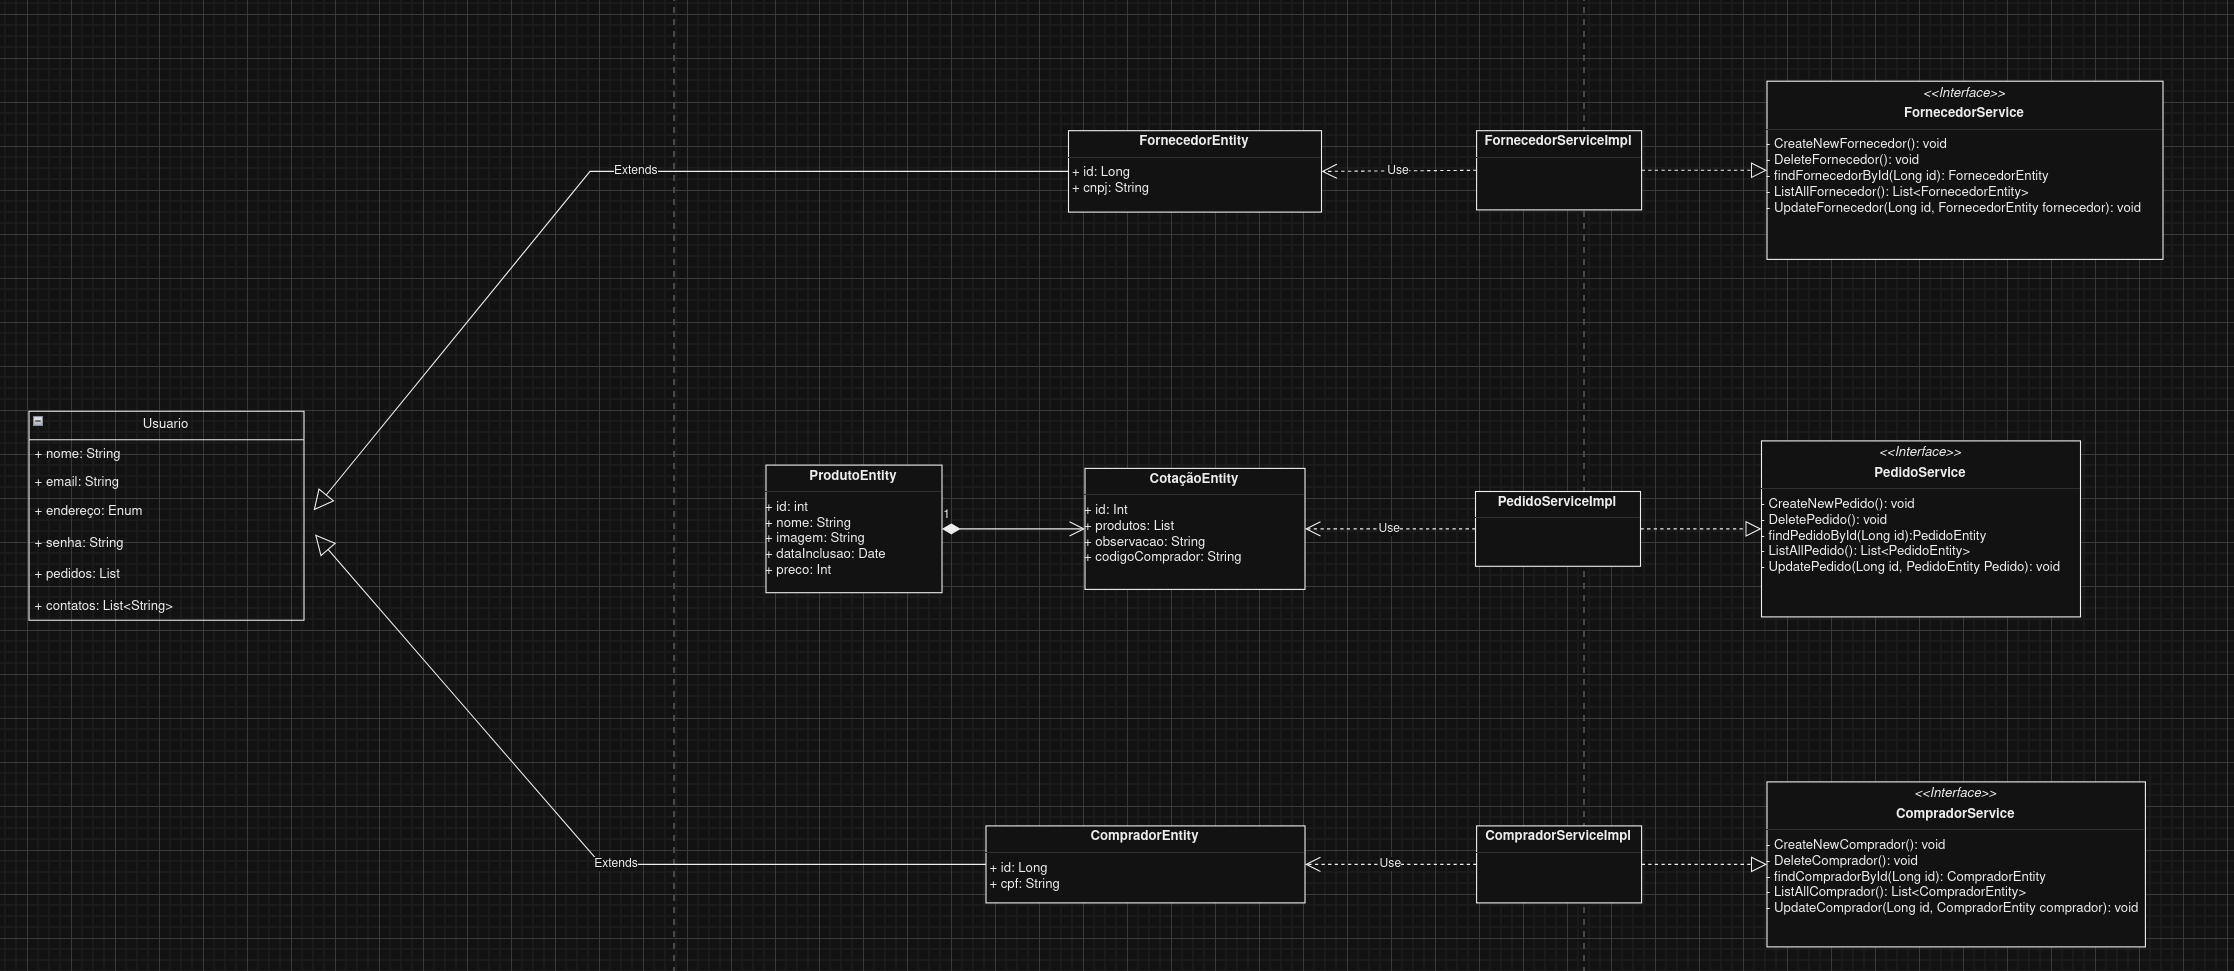 Usuario
+ nome: String
+ email: String
+ endereço: Enum
+ senha: String
+ pedidos: List
+ contatos: List<String>
Extends
FornecedorEntity
+ id: Long
+ cnpj: String
Use
FornecedorServiceImpl
<<Interface>>
FornecedorService
- CreateNewFornecedor(): void
- DeleteFornecedor(): void
- findFornecedorById(Long id): FornecedorEntity
- ListAllFornecedor(): List<FornecedorEntity>
- UpdateFornecedor(Long id, FornecedorEntity fornecedor): void
ProdutoEntity
+ id: int
+ nome: String
+ imagem: String
+ dataInclusao: Date
+ preco: Int
1
CotaçãoEntity
+ id: Int
+ produtos: List
+ observacao: String
+ codigoComprador: String
Use
PedidoServiceImpl
<<Interface>>
PedidoService
- CreateNewPedido(): void
- DeletePedido(): void
- findPedidoById(Long id):PedidoEntity
- ListAllPedido(): List<PedidoEntity>
- UpdatePedido(Long id, PedidoEntity Pedido): void
Extends
CompradorEntity
+ id: Long
+ cpf: String
Use
CompradorServiceImpl
<<Interface>>
CompradorService
- CreateNewComprador(): void
- DeleteComprador(): void
- findCompradorById(Long id): CompradorEntity
- ListAllComprador(): List<CompradorEntity>
- UpdateComprador(Long id, CompradorEntity comprador): void